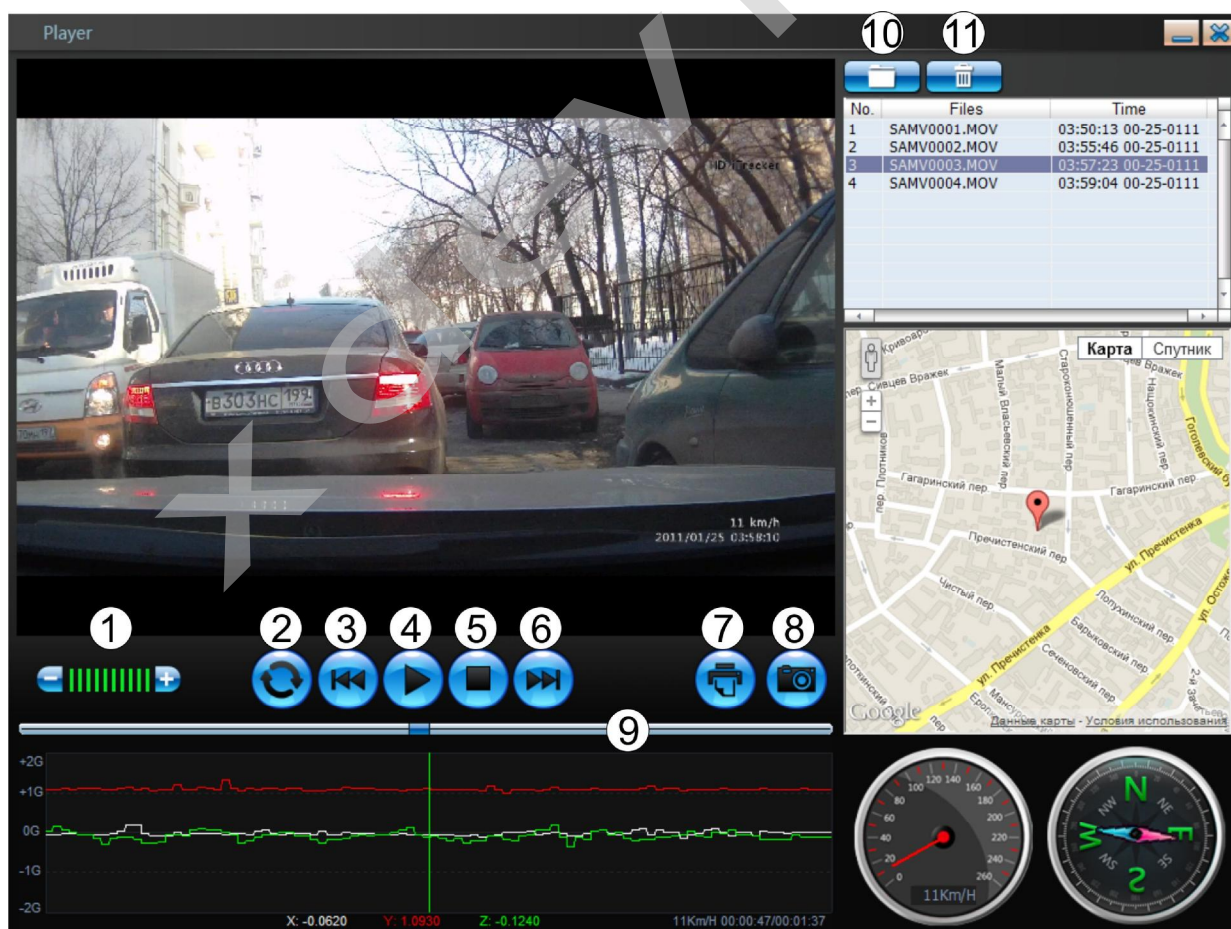 Player
10
11
No. Files Time
1 SAMV0001.MOV 03:50:13 00-25-0111
2 SAMV0002.MOV 03:55:46 00-25-0111
3 SAMV0003.MOV 03:57:23 00-25-0111
4 SAMV0004.MOV 03:59:04 00-25-0111
В303НС 199
11 km/h
2011/01/25 03:58:10
Карта Спутник
Сивцев Вражек
Вражек
пер. Плотников
Малый Власьевский пер
Староконюшенный пер
Нащокинский пер
Гоголевский
Гагаринский пер
Гагаринский пер
Пречистенский пер
ул. Пречистенка
Чистый пер
Лопухинский пер
Барыковский пер
Сеченовский пер
ул. Пречистенка
Google
Данные карты - Условия использования
1
2
3
4
5
6
7
8
9
+2G
+1G
0G
-1G
-2G
X: -0.0620 Y: 1.0930 Z: -0.1240 11Km/H 00:00:47/00:01:37
0
20
40
60
80
100
120
140
160
180
200
220
240
260
11Km/H
N
NE
E
SE
S
SW
W
NW